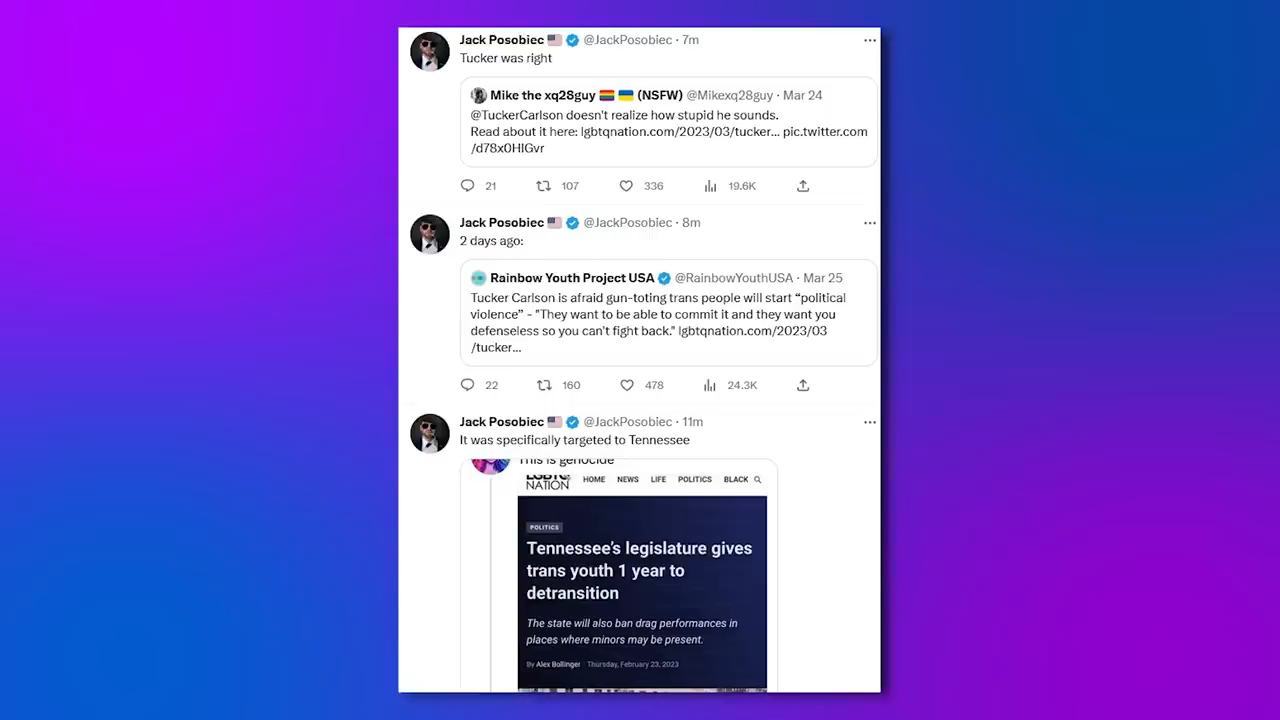 Jack Posobiec 🇺🇸 @JackPosobiec · 7m
Tucker was right
Mike the xq28guy 🏳️‍🌈 🇺🇦 (NSFW) @Mikexq28guy · Mar 24
@TuckerCarlson doesn't realize how stupid he sounds.
Read about it here: lgbtqnation.com/2023/03/tucker... pic.twitter.com
/d78x0HIGvr
21 107 336 19.6K
Jack Posobiec 🇺🇸 @JackPosobiec · 8m
2 days ago:
Rainbow Youth Project USA @RainbowYouthUSA · Mar 25
Tucker Carlson is afraid gun-toting trans people will start “political
violence” - "They want to be able to commit it and they want you
defenseless so you can't fight back." lgbtqnation.com/2023/03
/tucker...
22 160 478 24.3K
Jack Posobiec 🇺🇸 @JackPosobiec · 11m
It was specifically targeted to Tennessee
This is genocide
LGBTQ
NATION HOME NEWS LIFE POLITICS BLACK
POLITICS
Tennessee’s legislature gives
trans youth 1 year to
detransition
The state will also ban drag performances in
places where minors may be present.
By Alex Bollinger Thursday, February 23, 2023